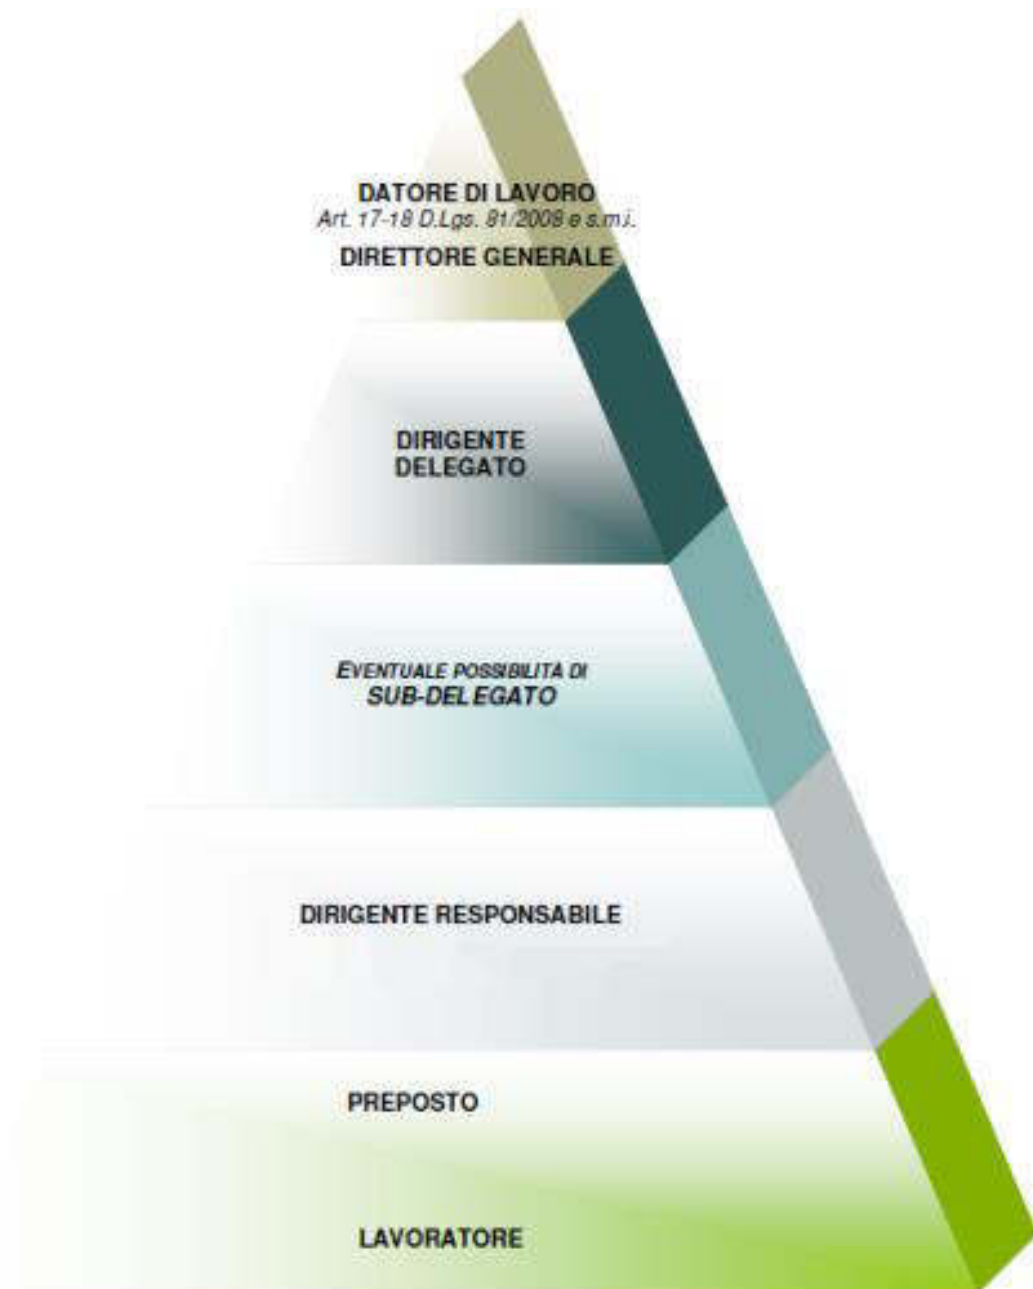 DATORE DI LAVORO
Art. 17-18 D.Lgs. 81/2008 e s.m.i.
DIRETTORE GENERALE
DIRIGENTE
DELEGATO
EVENTUALE POSSIBILITA DI
SUB-DELEGATO
DIRIGENTE RESPONSABILE
PREPOSTO
LAVORATORE